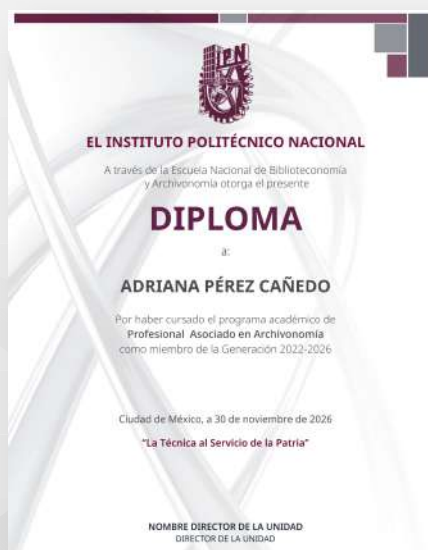 IPN
EL INSTITUTO POLITÉCNICO NACIONAL
A través de la Escuela Nacional de Biblioteconomía
y Archivonomía otorga el presente
DIPLOMA
a:
ADRIANA PÉREZ CAÑEDO
Por haber cursado el programa académico de
Profesional Asociado en Archivonomía
como miembro de la Generación 2022-2026
Ciudad de México, a 30 de noviembre de 2026
"La Técnica al Servicio de la Patria"
NOMBRE DIRECTOR DE LA UNIDAD
DIRECTOR DE LA UNIDAD